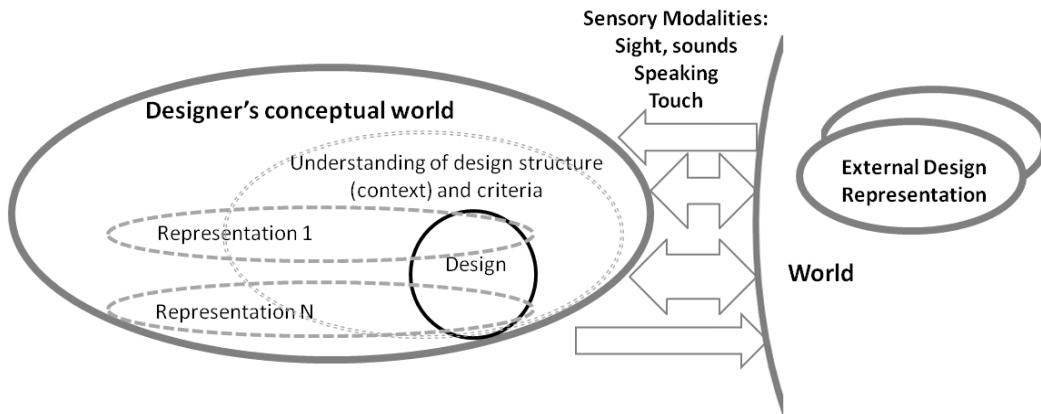 Sensory Modalities:
Sight, sounds
Speaking
Touch
Designer's conceptual world
Understanding of design structure
(context) and criteria
Representation 1
Design
Representation N
External Design
Representation
World